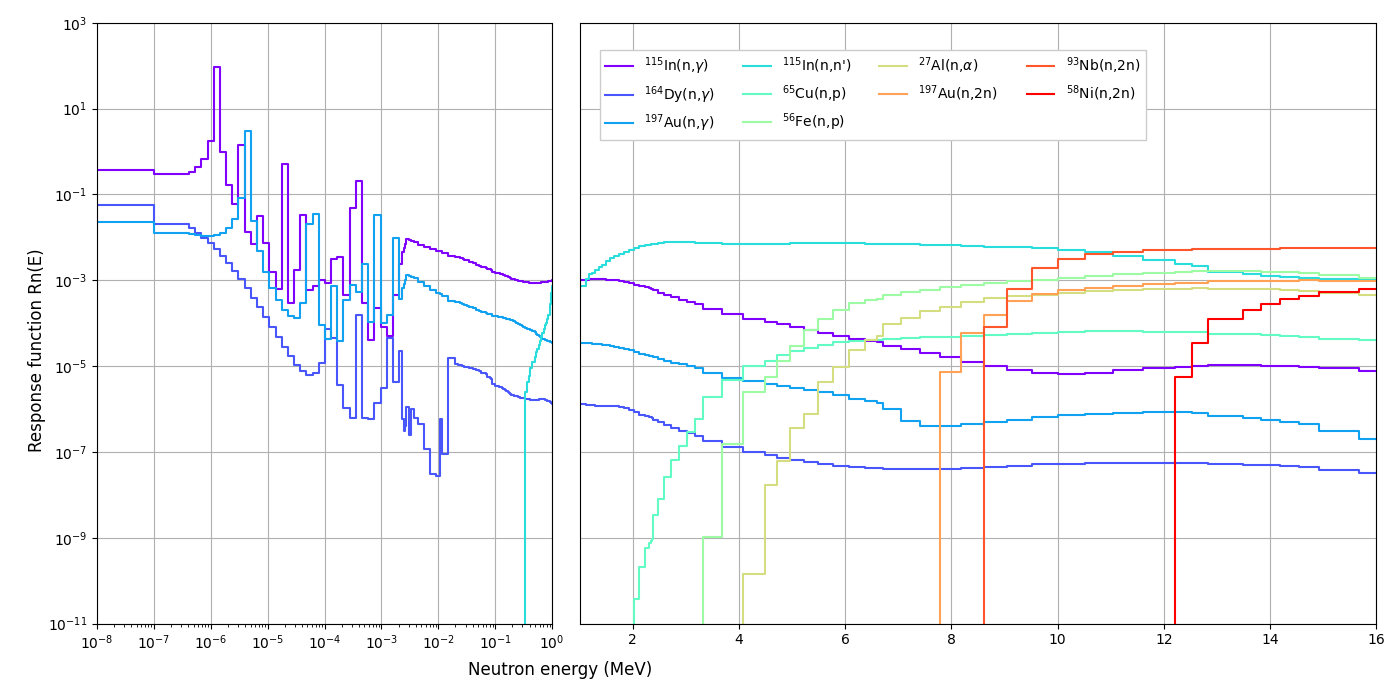 Response function Rn(E)
10³
10¹
10⁻¹
10⁻³
10⁻⁵
10⁻⁷
10⁻⁹
10⁻¹¹
¹¹⁵In(n,γ)
¹⁶⁴Dy(n,γ)
¹⁹⁷Au(n,γ)
¹¹⁵In(n,n')
⁶⁵Cu(n,p)
⁵⁶Fe(n,p)
²⁷Al(n,α)
¹⁹⁷Au(n,2n)
⁹³Nb(n,2n)
⁵⁸Ni(n,2n)
10⁻⁸ 10⁻⁷ 10⁻⁶ 10⁻⁵ 10⁻⁴ 10⁻³ 10⁻² 10⁻¹ 10⁰
2 4 6 8 10 12 14 16
Neutron energy (MeV)